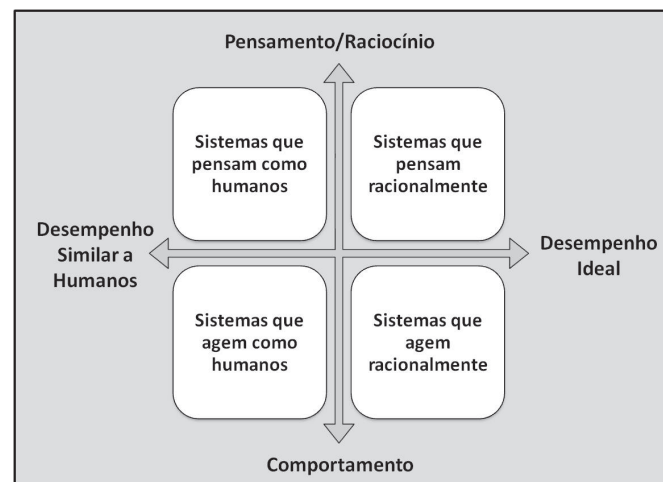 Pensamento/Raciocínio
Sistemas que
pensam como
humanos
Sistemas que
pensam
racionalmente
Desempenho
Similar a
Humanos
Desempenho
Ideal
Sistemas que
agem como
humanos
Sistemas que
agem
racionalmente
Comportamento